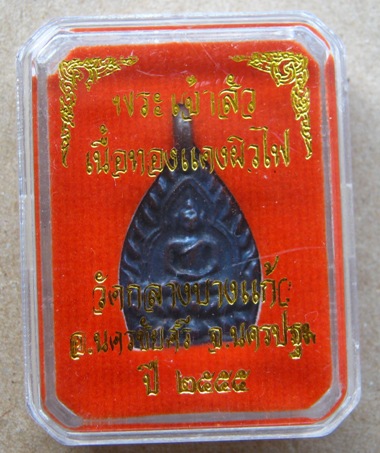 พระเจ้าสัว
เนื้อทองแดงผิวไฟ
วัดกลางบางแก้ว
อ.นครชัยศรี จ.นครปฐม
ปี ๒๕๕๕